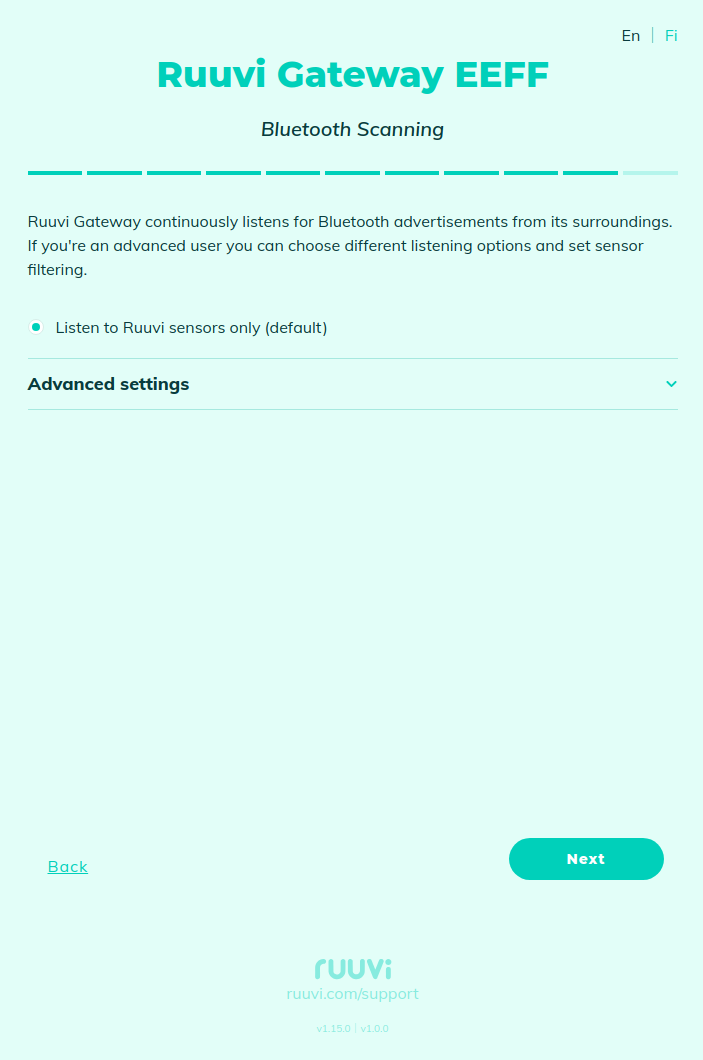 En | Fi
Ruuvi Gateway EEFF
Bluetooth Scanning
Ruuvi Gateway continuously listens for Bluetooth advertisements from its surroundings.
If you're an advanced user you can choose different listening options and set sensor
filtering.
Listen to Ruuvi sensors only (default)
Advanced settings
Back
Next
ruuvi
ruuvi.com/support
v1.15.0 | v1.0.0